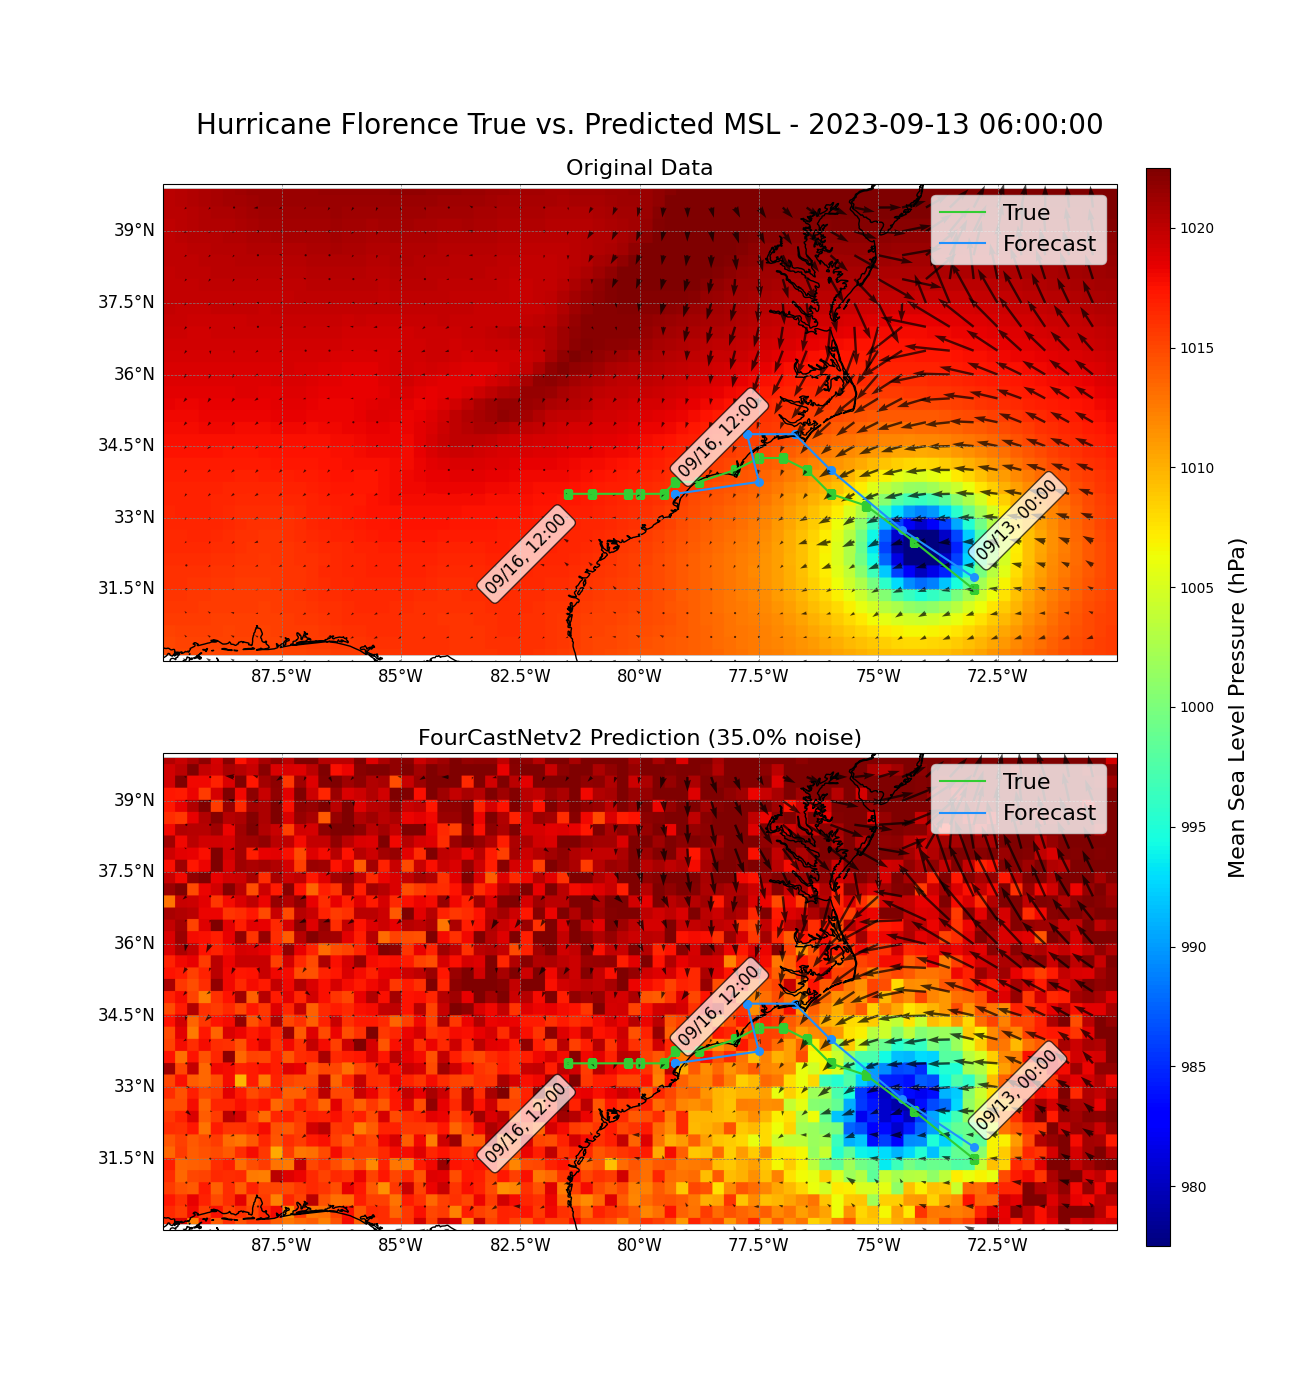 Hurricane Florence True vs. Predicted MSL - 2023-09-13 06:00:00
Original Data
True
Forecast
39°N
37.5°N
36°N
34.5°N
33°N
31.5°N
09/16, 12:00
09/13, 00:00
09/16, 12:00
87.5°W
85°W
82.5°W
80°W
77.5°W
75°W
72.5°W
FourCastNetv2 Prediction (35.0% noise)
True
Forecast
39°N
37.5°N
36°N
34.5°N
33°N
31.5°N
09/16, 12:00
09/13, 00:00
09/16, 12:00
87.5°W
85°W
82.5°W
80°W
77.5°W
75°W
72.5°W
1020
1015
1010
1005
1000
995
990
985
980
Mean Sea Level Pressure (hPa)